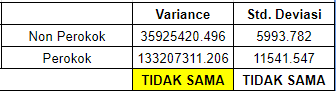 Variance Std. Deviasi
Non Perokok 35925420.496 5993.782
Perokok 133207311.206 11541.547
TIDAK SAMA TIDAK SAMA